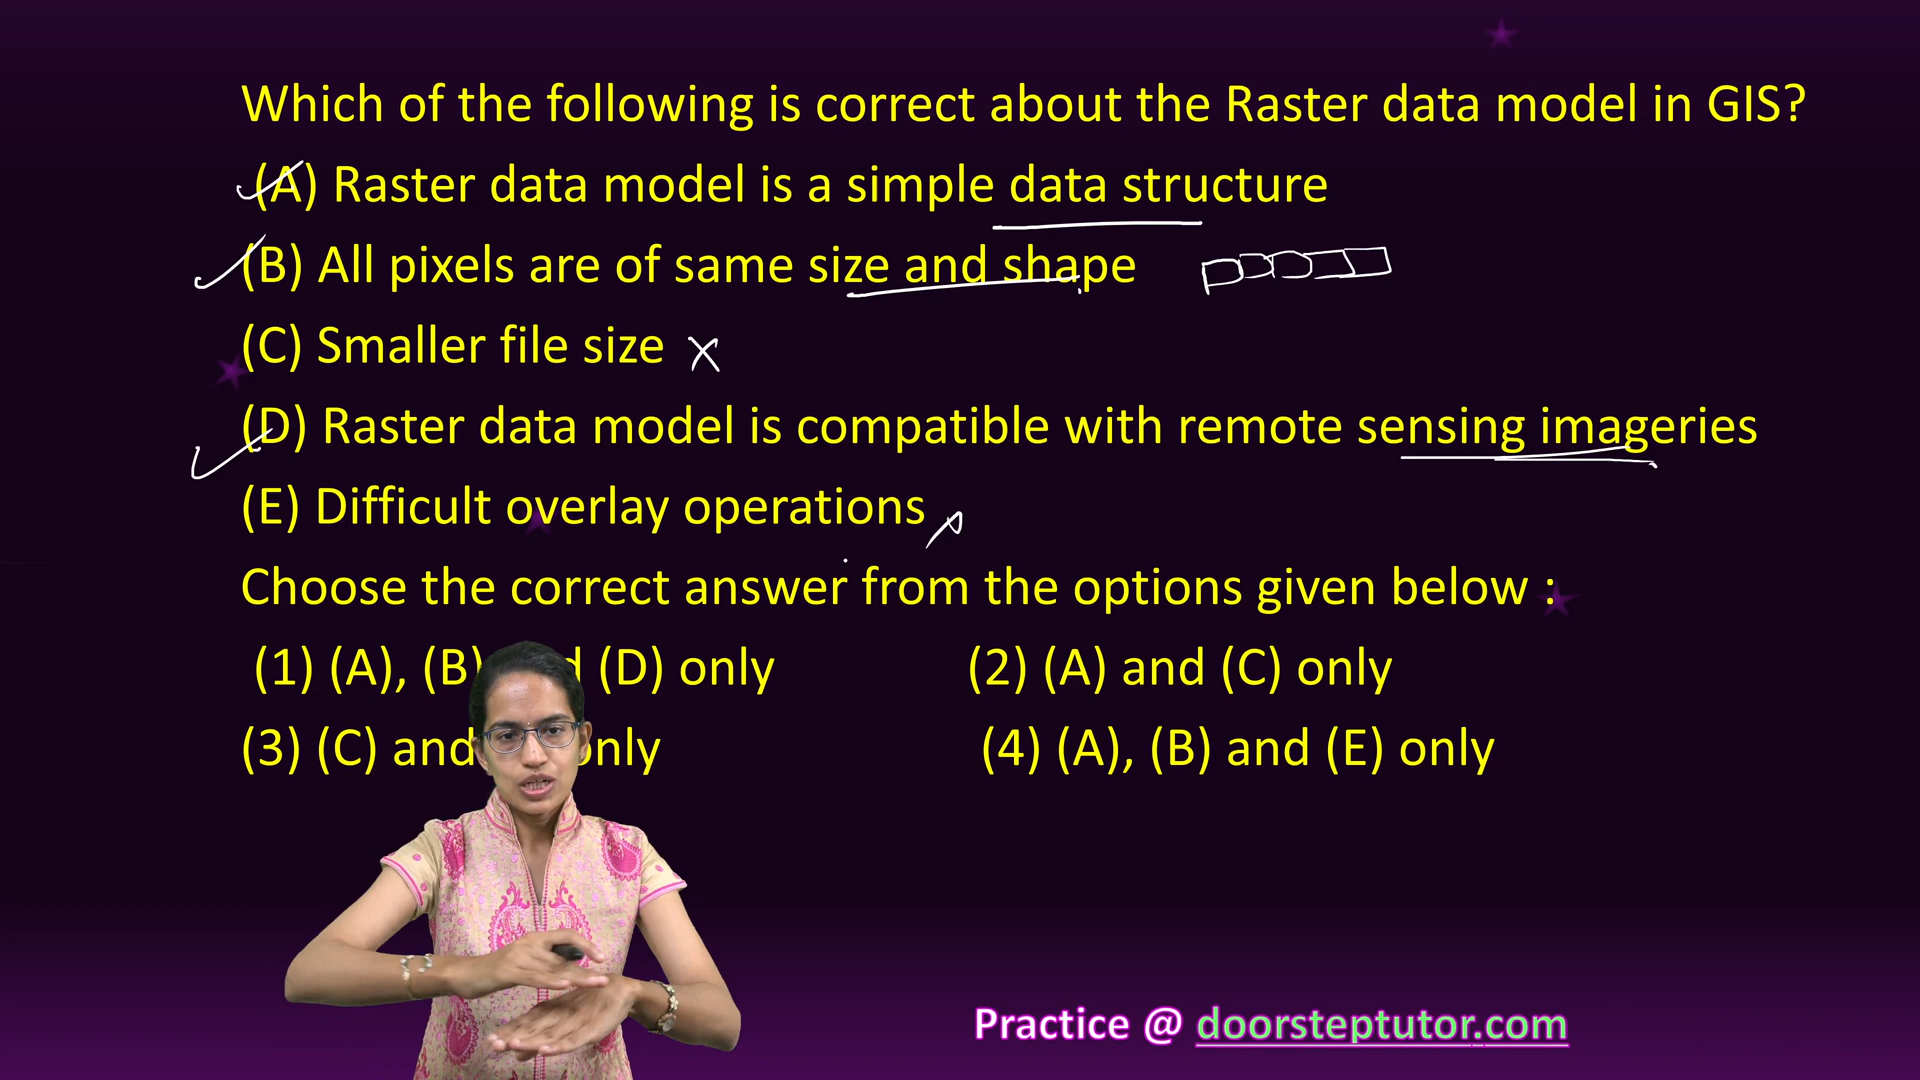 Which of the following is correct about the Raster data model in GIS?
(A) Raster data model is a simple data structure
(B) All pixels are of same size and shape
(C) Smaller file size
(D) Raster data model is compatible with remote sensing imageries
(E) Difficult overlay operations
Choose the correct answer from the options given below :
(1) (A), (B) (D) only (2) (A) and (C) only
(3) (C) and only (4) (A), (B) and (E) only
Practice @ doorsteptutor.com